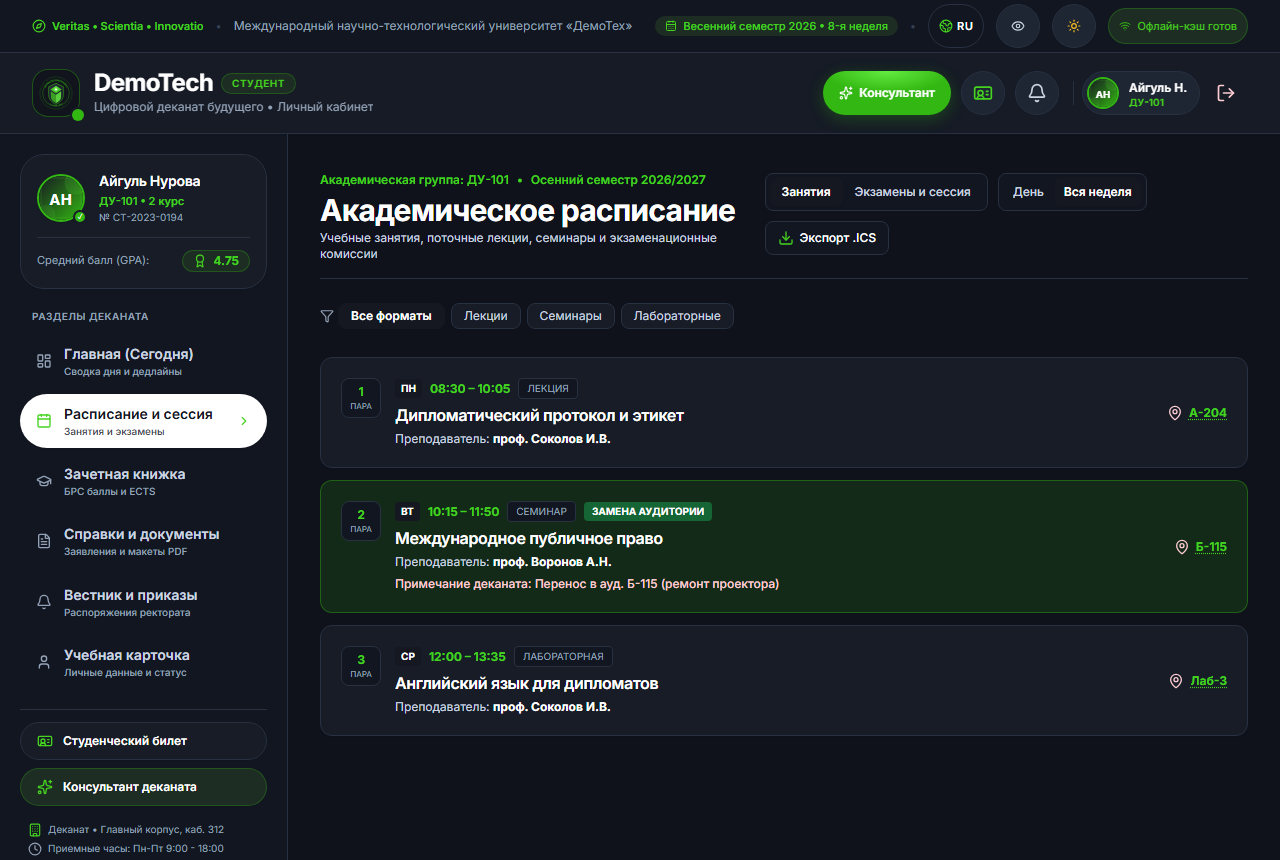 Veritas • Scientia • Innovatio • Международный научно-технологический университет «ДемоТех» Весенний семестр 2026 • 8-я неделя • RU Офлайн-кэш готов
DemoTech СТУДЕНТ
Цифровой деканат будущего • Личный кабинет
Консультант
АН Айгуль Н.
ДУ-101
АН Айгуль Нурова
ДУ-101 • 2 курс
№ СТ-2023-0194
Средний балл (GPA): 4.75
РАЗДЕЛЫ ДЕКАНАТА
Главная (Сегодня)
Сводка дня и дедлайны
Расписание и сессия
Занятия и экзамены
Зачетная книжка
БРС баллы и ECTS
Справки и документы
Заявления и макеты PDF
Вестник и приказы
Распоряжения ректората
Учебная карточка
Личные данные и статус
Студенческий билет
Консультант деканата
Деканат • Главный корпус, каб. 312
Приемные часы: Пн-Пт 9:00 - 18:00
Академическая группа: ДУ-101 • Осенний семестр 2026/2027
Академическое расписание
Учебные занятия, поточные лекции, семинары и экзаменационные
комиссии
Занятия Экзамены и сессия День Вся неделя
Экспорт .ICS
Все форматы Лекции Семинары Лабораторные
1 ПАРА
ПН 08:30 – 10:05 ЛЕКЦИЯ
Дипломатический протокол и этикет
Преподаватель: проф. Соколов И.В.
А-204
2 ПАРА
ВТ 10:15 – 11:50 СЕМИНАР ЗАМЕНА АУДИТОРИИ
Международное публичное право
Преподаватель: проф. Воронов А.Н.
Примечание деканата: Перенос в ауд. Б-115 (ремонт проектора)
Б-115
3 ПАРА
СР 12:00 – 13:35 ЛАБОРАТОРНАЯ
Английский язык для дипломатов
Преподаватель: проф. Соколов И.В.
Лаб-3